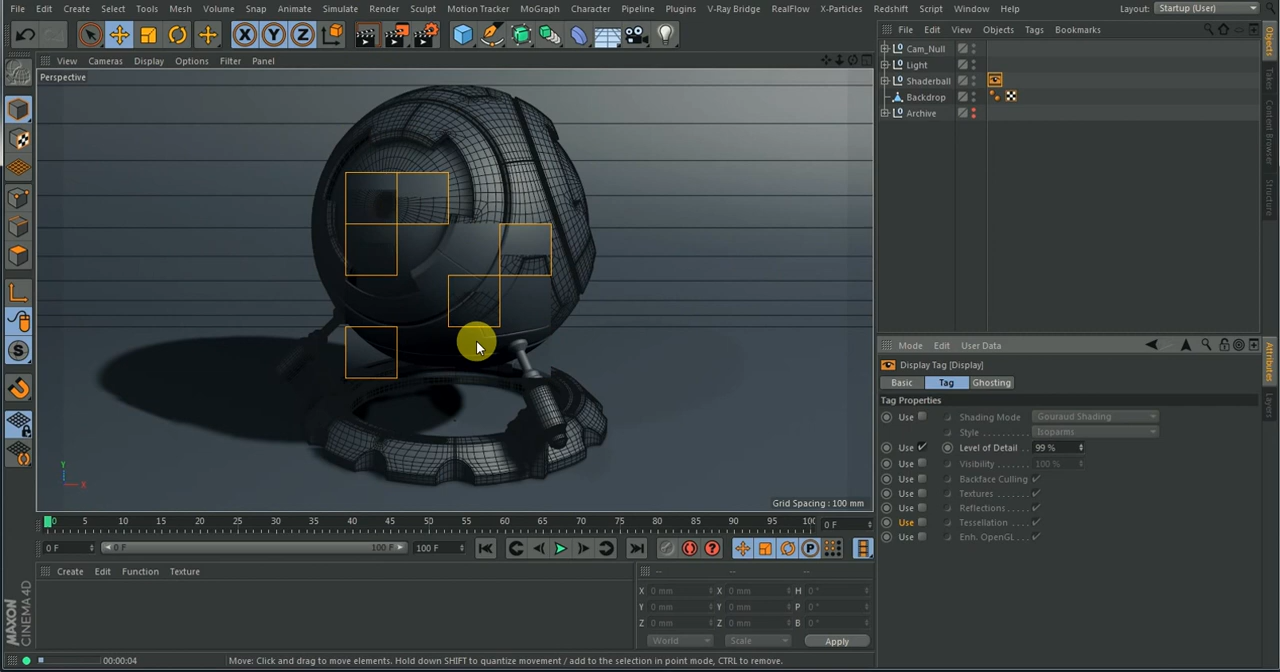 File Edit Create Select Tools Mesh Volume Snap Animate Simulate Render Sculpt Motion Tracker MoGraph Character Pipeline Plugins V-Ray Bridge RealFlow X-Particles Redshift Script Window Help Layout: Startup (User)
X Y Z
View Cameras Display Options Filter Panel
Perspective
Y
X
Grid Spacing : 100 mm
0 5 10 15 20 25 30 35 40 45 50 55 60 65 70 75 80 85 90 95 100 0 F
0 F 0 F 100 F 100 F
P
Create Edit Function Texture
-- -- --
X 0 mm X 0 mm H 0 °
Y 0 mm Y 0 mm P 0 °
Z 0 mm Z 0 mm B 0 °
World Scale Apply
MAXON
CINEMA 4D
00:00:04 Move: Click and drag to move elements. Hold down SHIFT to quantize movement / add to the selection in point mode, CTRL to remove.
File Edit View Objects Tags Bookmarks
Cam_Null
Light
Shaderball
Backdrop
Archive
Objects
Takes
Content Browser
Structure
Mode Edit User Data
Display Tag [Display]
Basic Tag Ghosting
Tag Properties
Use Shading Mode Gouraud Shading
Style Isoparms
Use Level of Detail 99 %
Use Visibility 100 %
Use Backface Culling
Use Textures
Use Reflections
Use Tessellation
Use Enh. OpenGL
Attributes
Layers